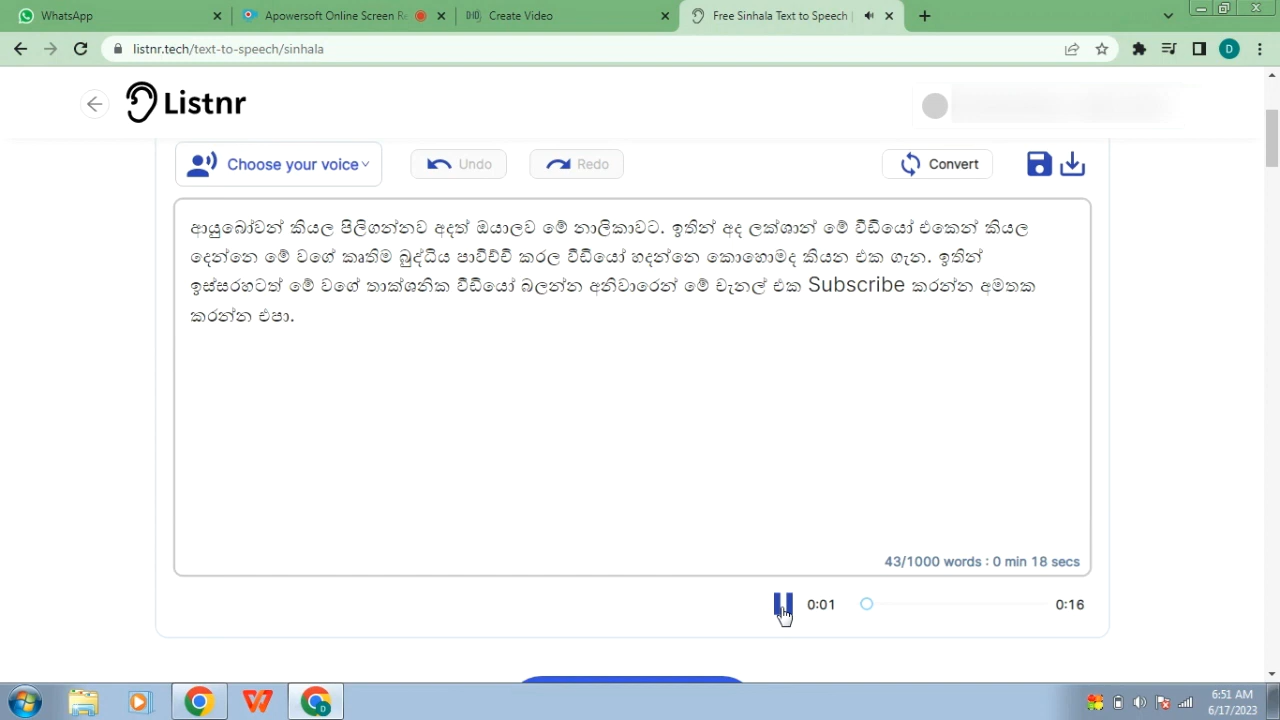 WhatsApp
Apowersoft Online Screen Re
Create Video
Free Sinhala Text to Speech
listnr.tech/text-to-speech/sinhala
D
Listnr
Choose your voice
Undo
Redo
Convert
ආයුබෝවන් කියල පිලිගන්නව අදත් ඔයාලව මේ නාලිකාවට. ඉතින් අද ලක්ශාන් මේ වීඩියෝ එකෙන් කියල
දෙන්නෙ මේ වගේ කෘතිම බුද්ධිය පාවිච්චි කරල වීඩියෝ හදන්නෙ කොහොමද කියන එක ගැන. ඉතින්
ඉස්සරහටත් මේ වගේ තාක්ශනික වීඩියෝ බලන්න අනිවාරෙන් මේ චැනල් එක Subscribe කරන්න අමතක
කරන්න එපා.
43/1000 words : 0 min 18 secs
0:01
0:16
6:51 AM
6/17/2023